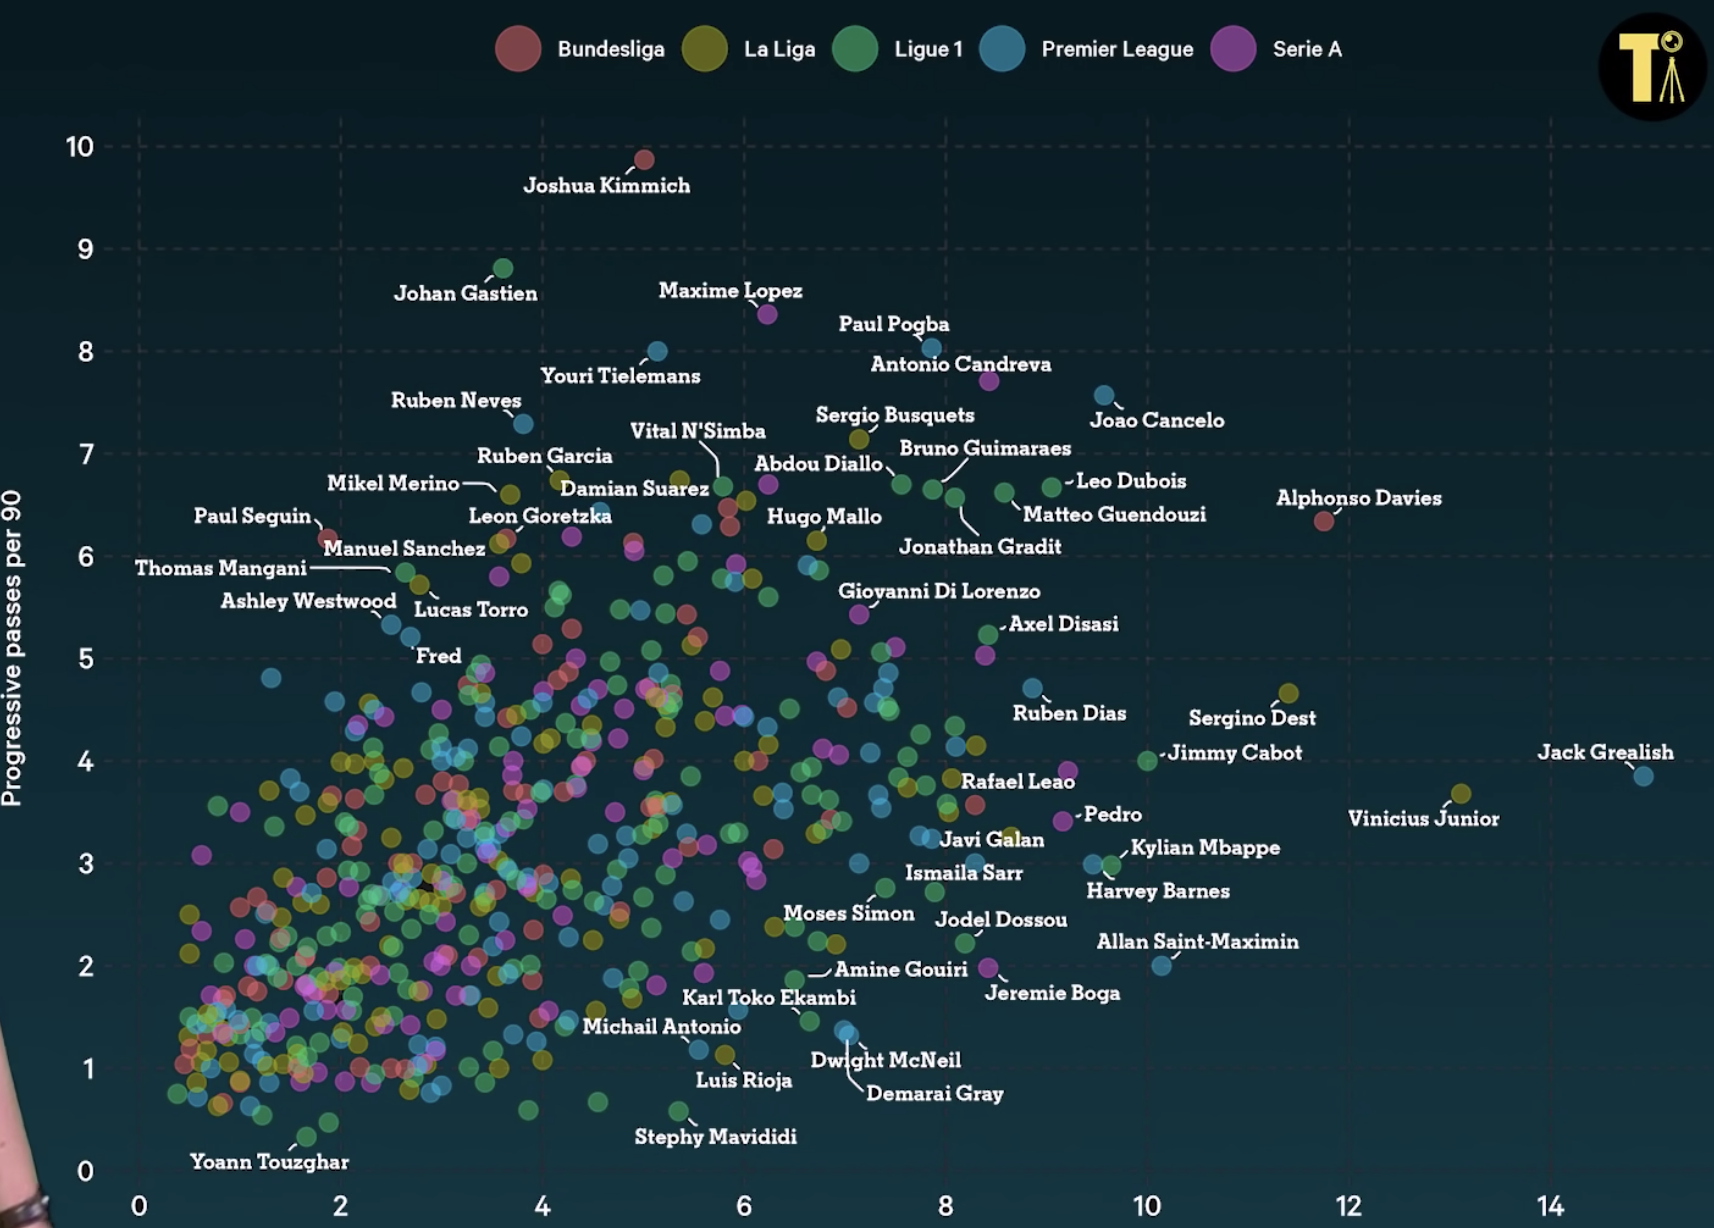 Bundesliga
La Liga
Ligue 1
Premier League
Serie A
T
10
Joshua Kimmich
9
Johan Gastien
Maxime Lopez
Paul Pogba
8
Antonio Candreva
Youri Tielemans
Ruben Neves
Joao Cancelo
Sergio Busquets
Vital N'Simba
7
Bruno Guimaraes
Ruben Garcia
Abdou Diallo
Mikel Merino
Damian Suarez
Leo Dubois
Alphonso Davies
Paul Seguin
Leon Goretzka
Hugo Mallo
Matteo Guendouzi
6
Manuel Sanchez
Jonathan Gradit
Thomas Mangani
Giovanni Di Lorenzo
Ashley Westwood
Lucas Torro
Axel Disasi
5
Fred
Ruben Dias
Sergino Dest
4
Jimmy Cabot
Jack Grealish
Rafael Leao
Pedro
Vinicius Junior
Javi Galan
Kylian Mbappe
3
Ismaila Sarr
Harvey Barnes
Moses Simon
Jodel Dossou
Allan Saint-Maximin
2
Amine Gouiri
Jeremie Boga
Karl Toko Ekambi
Michail Antonio
1
Dwight McNeil
Luis Rioja
Demarai Gray
Stephy Mavididi
Yoann Touzghar
0
0 2 4 6 8 10 12 14
Progressive passes per 90